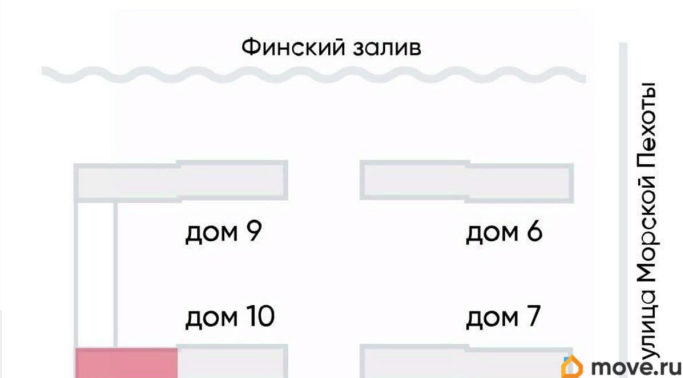 Финский залив
улица Морской Пехоты
дом 9
дом 6
дом 10
дом 7
move.ru